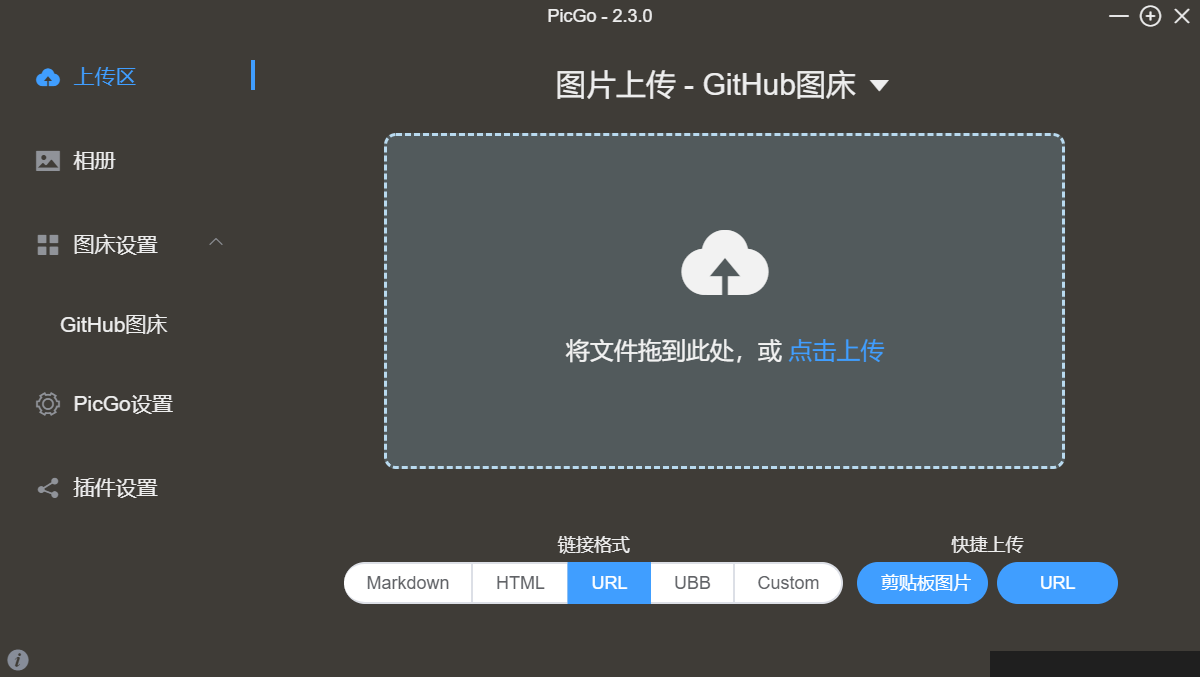 PicGo - 2.3.0
上传区
相册
图床设置
GitHub图床
PicGo设置
插件设置
图片上传 - GitHub图床
将文件拖到此处，或 点击上传
链接格式
Markdown HTML URL UBB Custom
快捷上传
剪贴板图片 URL
i